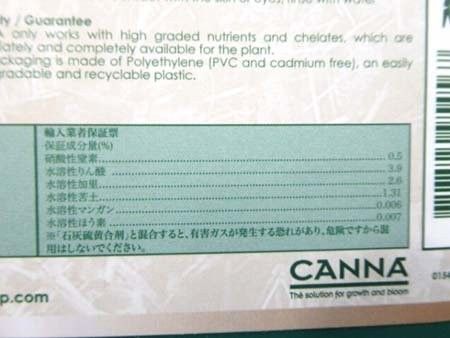 ty / Guarantee
A only works with high graded nutrients and chelates, which are
lately and completely available for the plant.
ackaging is made of Polyethylene (PVC and cadmium free), an easily
gradable and recyclable plastic.
輸入業者保証票
保証成分量(%)
硝酸性窒素 0.5
水溶性りん酸 3.9
水溶性加里 2.6
水溶性苦土 1.31
水溶性マンガン 0.006
水溶性ほう素 0.007
※「石灰硫黄合剤」と混合すると、有害ガスが発生する恐れがあり、危険ですから混
用はしないでください。
CANNA
The solution for growth and bloom
p.com
0154